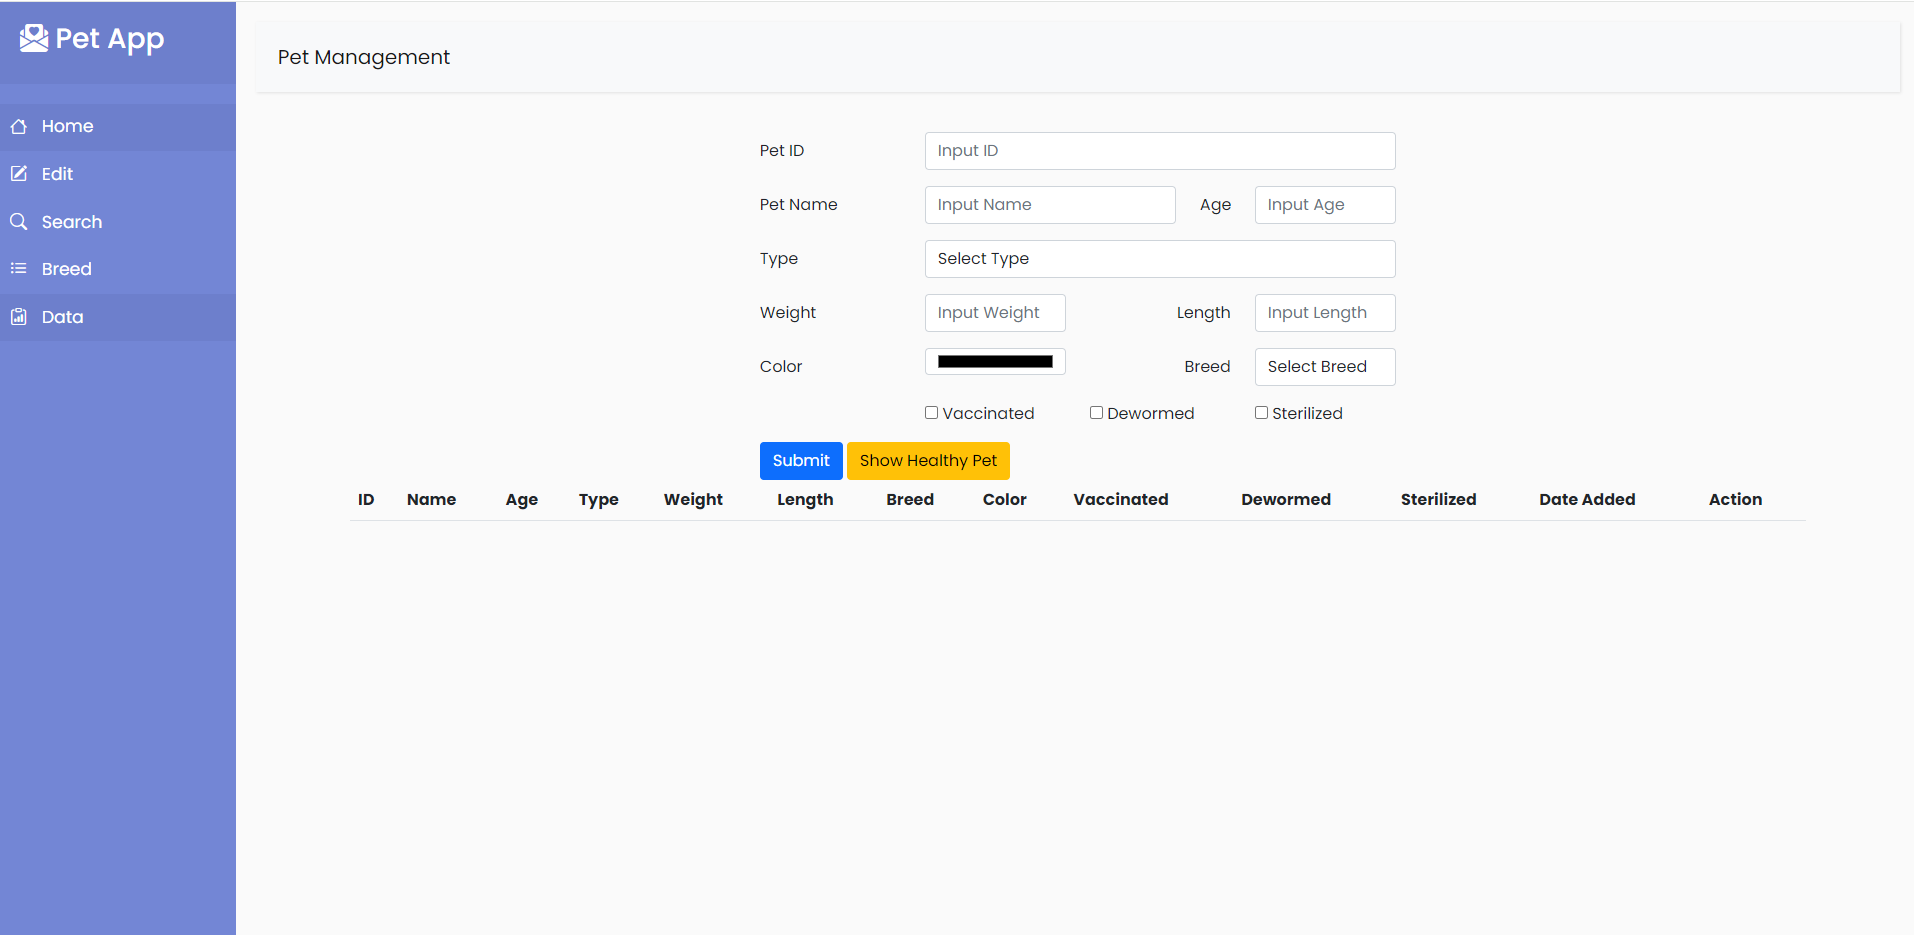 Pet App
Home
Edit
Search
Breed
Data
Pet Management
Pet ID Input ID
Pet Name Input Name Age Input Age
Type Select Type
Weight Input Weight Length Input Length
Color Breed Select Breed
Vaccinated Dewormed Sterilized
Submit Show Healthy Pet
ID Name Age Type Weight Length Breed Color Vaccinated Dewormed Sterilized Date Added Action